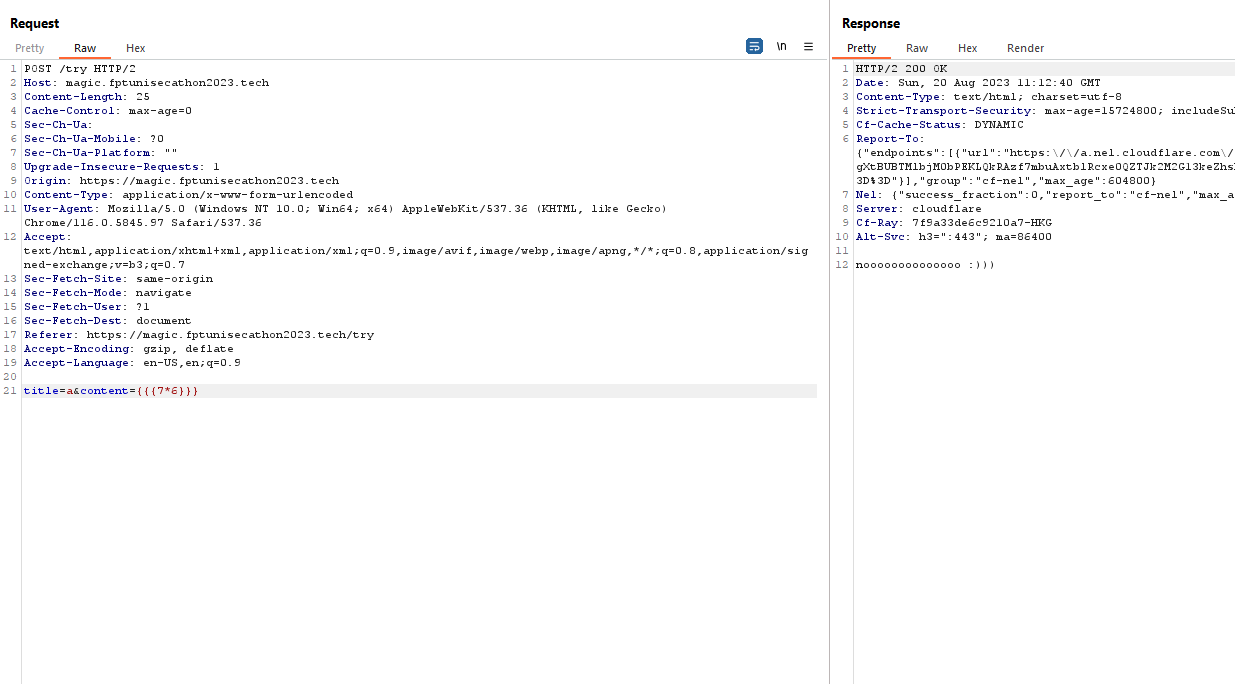 Request
Pretty Raw Hex
\n
1 POST /try HTTP/2
2 Host: magic.fptunisecathon2023.tech
3 Content-Length: 25
4 Cache-Control: max-age=0
5 Sec-Ch-Ua:
6 Sec-Ch-Ua-Mobile: ?0
7 Sec-Ch-Ua-Platform: ""
8 Upgrade-Insecure-Requests: 1
9 Origin: https://magic.fptunisecathon2023.tech
10 Content-Type: application/x-www-form-urlencoded
11 User-Agent: Mozilla/5.0 (Windows NT 10.0; Win64; x64) AppleWebKit/537.36 (KHTML, like Gecko)
Chrome/116.0.5845.97 Safari/537.36
12 Accept:
text/html,application/xhtml+xml,application/xml;q=0.9,image/avif,image/webp,image/apng,*/*;q=0.8,application/sig
ned-exchange;v=b3;q=0.7
13 Sec-Fetch-Site: same-origin
14 Sec-Fetch-Mode: navigate
15 Sec-Fetch-User: ?1
16 Sec-Fetch-Dest: document
17 Referer: https://magic.fptunisecathon2023.tech/try
18 Accept-Encoding: gzip, deflate
19 Accept-Language: en-US,en;q=0.9
20
21 title=a&content={{{7*6}}}
Response
Pretty Raw Hex Render
1 HTTP/2 200 OK
2 Date: Sun, 20 Aug 2023 11:12:40 GMT
3 Content-Type: text/html; charset=utf-8
4 Strict-Transport-Security: max-age=15724800; includeSu
5 Cf-Cache-Status: DYNAMIC
6 Report-To:
{"endpoints":[{"url":"https:\/\/a.nel.cloudflare.com\/
3D%3D"}],"group":"cf-nel","max_age":604800}
7 Nel: {"success_fraction":0,"report_to":"cf-nel","max_a
8 Server: cloudflare
9 Cf-Ray: 7f9a33de6c9210a7-HKG
10 Alt-Svc: h3=":443"; ma=86400
11
12 noooooooooooooo :)))